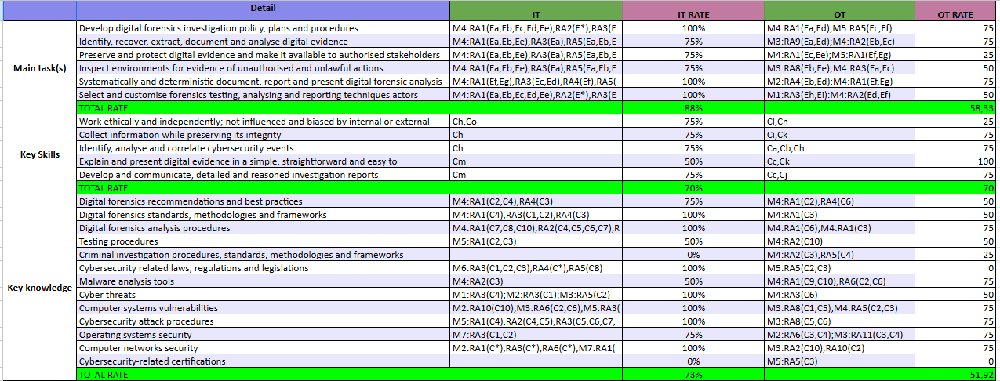 Detail IT IT RATE OT OT RATE
Main task(s)
Develop digital forensics investigation policy, plans and procedures M4:RA1(Ea,Eb,Ec,Ed,Ee),RA2(E*),RA3(E 100% M4:RA1(Ea,Ed);M5:RA5(Ec,Ef) 75
Identify, recover, extract, document and analyse digital evidence M4:RA1(Ea,Eb,Ee),RA3(Ea),RA5(Ea,Eb,E 75% M3:RA9(Ea,Ed);M4:RA2(Eb,Ec) 75
Preserve and protect digital evidence and make it available to authorised stakeholders M4:RA1(Ea,Eb,Ee),RA3(Ea),RA5(Ea,Eb,E 75% M4:RA1(Ec,Ee);M5:RA1(Ef,Eg) 25
Inspect environments for evidence of unauthorised and unlawful actions M4:RA1(Ea,Eb,Ee),RA3(Ea),RA5(Ea,Eb,E 75% M3:RA8(Eb,Ee);M4:RA3(Ea,Ec) 50
Systematically and deterministic document, report and present digital forensic analysis M4:RA1(Ef,Eg),RA3(Ec,Ed),RA4(Ef),RA5( 100% M2:RA4(Eb,Ed);M4:RA1(Ef,Eg) 75
Select and customise forensics testing, analysing and reporting techniques actors M4:RA1(Ea,Eb,Ec,Ed,Ee),RA2(E*),RA3(E 100% M1:RA3(Eh,Ei):M4:RA2(Ed,Ef) 50
TOTAL RATE 88% 58,33
Key Skills
Work ethically and independently; not influenced and biased by internal or external Ch,Co 75% Cl,Cn 25
Collect information while preserving its integrity Ch 75% Ci,Ck 75
Identify, analyse and correlate cybersecurity events Ch 75% Ca,Cb,Ch 75
Explain and present digital evidence in a simple, straightforward and easy to Cm 50% Cc,Ck 100
Develop and communicate, detailed and reasoned investigation reports Cm 75% Cc,Cj 75
TOTAL RATE 70% 70
Key knowledge
Digital forensics recommendations and best practices M4:RA1(C2,C4),RA4(C3) 75% M4:RA1(C2),RA4(C6) 50
Digital forensics standards, methodologies and frameworks M4:RA1(C4),RA3(C1,C2),RA4(C3) 100% M4:RA1(C3) 50
Digital forensics analysis procedures M4:RA1(C7,C8,C10),RA2(C4,C5,C6,C7),R 100% M4:RA1(C6);M4:RA1(C3) 75
Testing procedures M5:RA1(C2,C3) 50% M4:RA2(C10) 50
Criminal investigation procedures, standards, methodologies and frameworks 0% M4:RA2(C3),RA5(C4) 25
Cybersecurity related laws, regulations and legislations M6:RA3(C1,C2,C3),RA4(C*),RA5(C8) 100% M5:RA5(C2,C3) 0
Malware analysis tools M4:RA2(C3) 50% M4:RA1(C9,C10),RA6(C2,C6) 75
Cyber threats M1:RA3(C4);M2:RA3(C1);M3:RA5(C2) 100% M4:RA3(C6) 50
Computer systems vulnerabilities M2:RA10(C10);M3:RA6(C2,C6);M5:RA3( 100% M3:RA8(C1,C5);M4:RA5(C2,C3) 75
Cybersecurity attack procedures M5:RA1(C4),RA2(C4,C5),RA3(C5,C6,C7, 100% M3:RA8(C5,C6) 75
Operating systems security M7:RA3(C1,C2) 75% M2:RA6(C3,C4);M3:RA11(C3,C4) 75
Computer networks security M2:RA1(C*),RA3(C*),RA6(C*);M7:RA1( 100% M3:RA2(C10),RA10(C2) 75
Cybersecurity-related certifications 0% M5:RA5(C3) 0
TOTAL RATE 73% 51,92